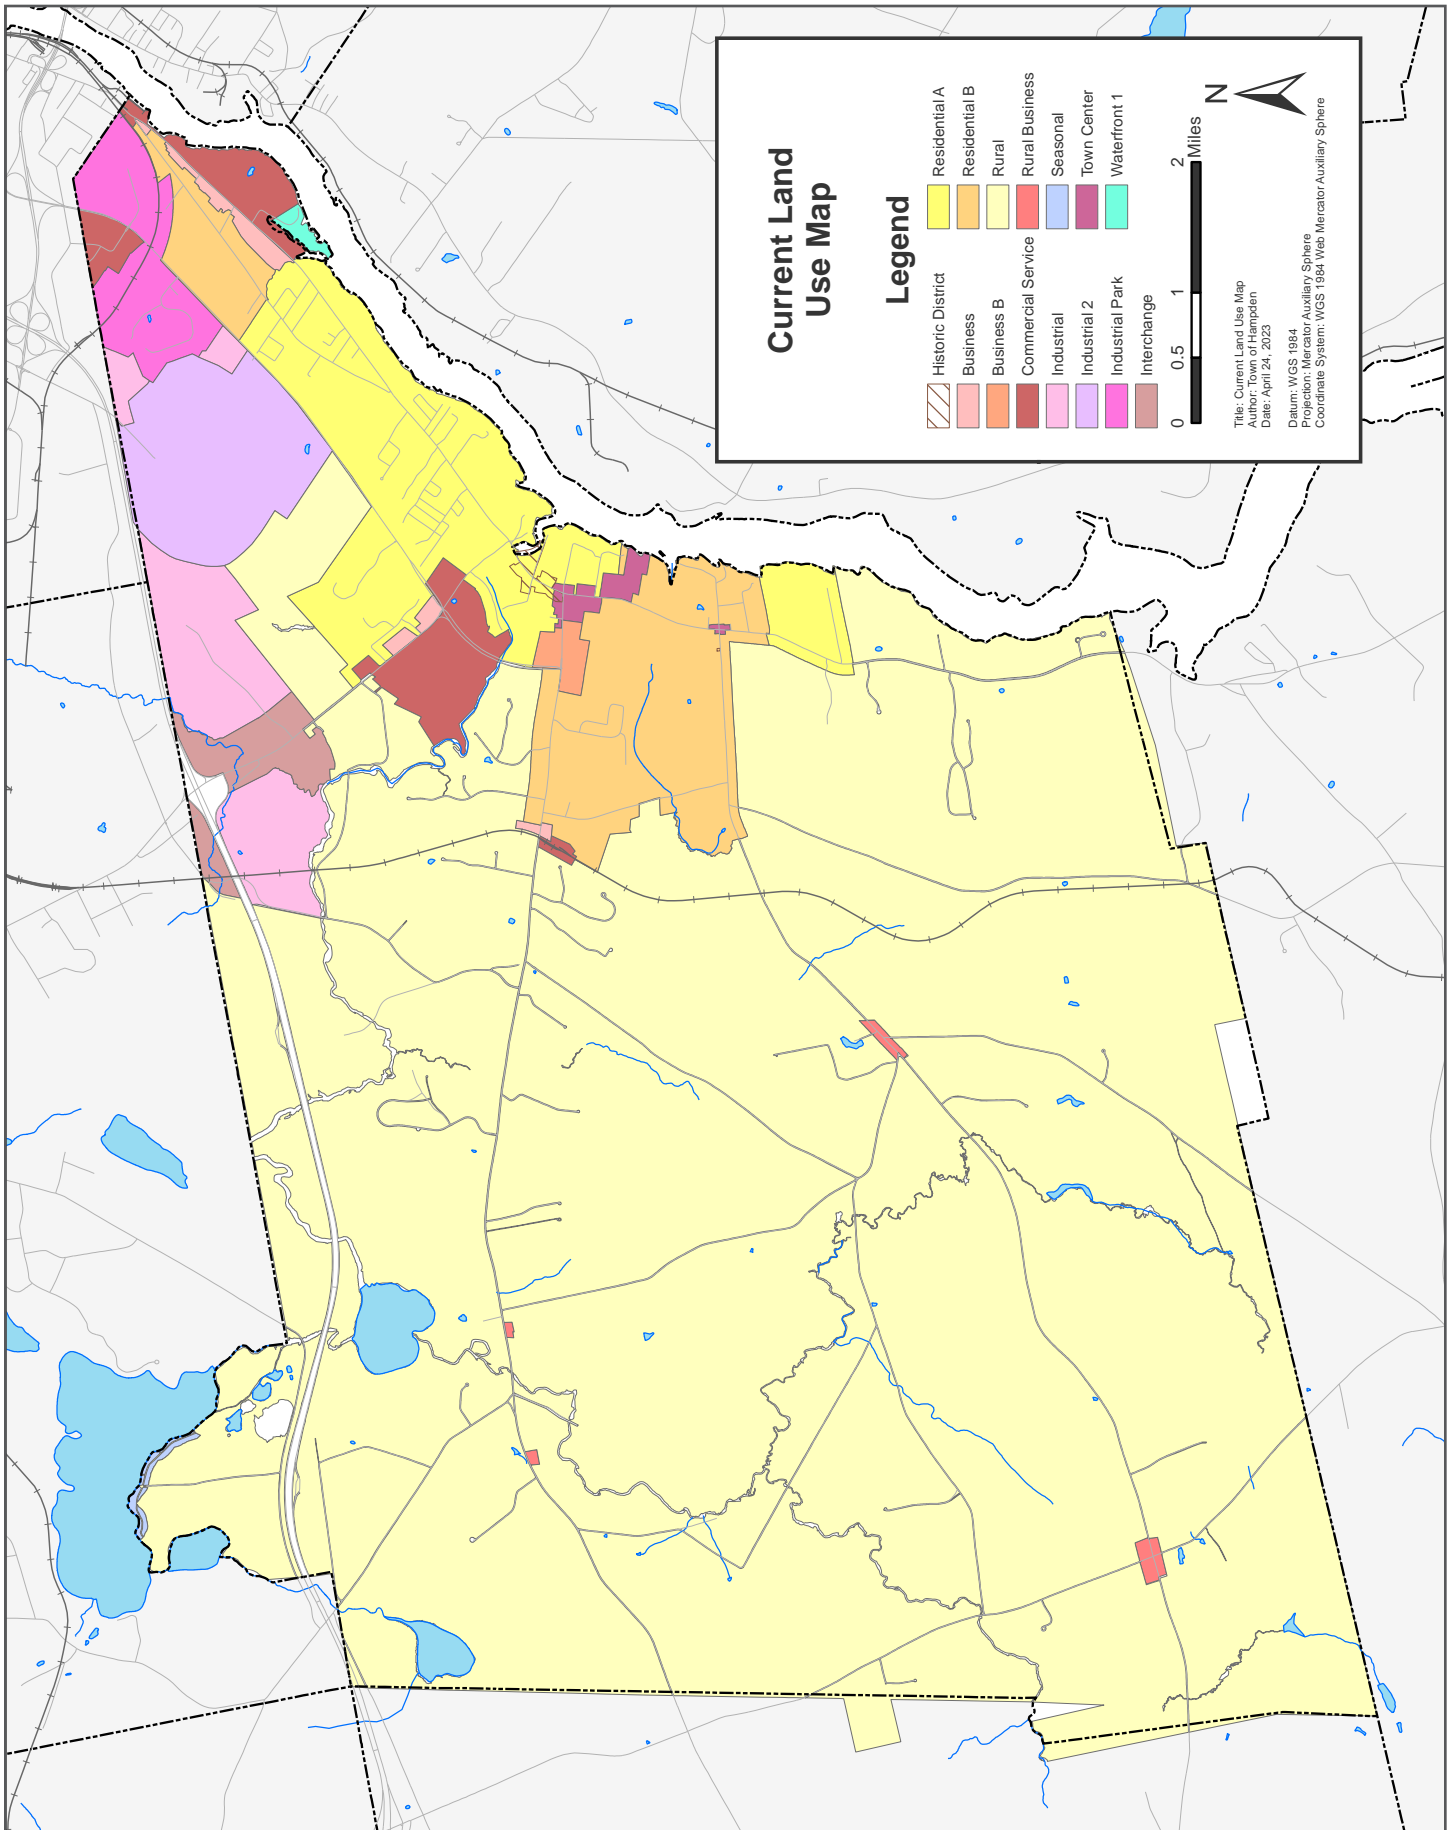 Current Land
Use Map
Legend
Historic District
Business
Business B
Commercial Service
Industrial
Industrial 2
Industrial Park
Interchange
Residential A
Residential B
Rural
Rural Business
Seasonal
Town Center
Waterfront 1
N
0 0.5 1 2
Miles
Title: Current Land Use Map
Author: Town of Hampden
Date: April 24, 2023
Datum: WGS 1984
Projection: Mercator Auxiliary Sphere
Coordinate System: WGS 1984 Web Mercator Auxiliary Sphere